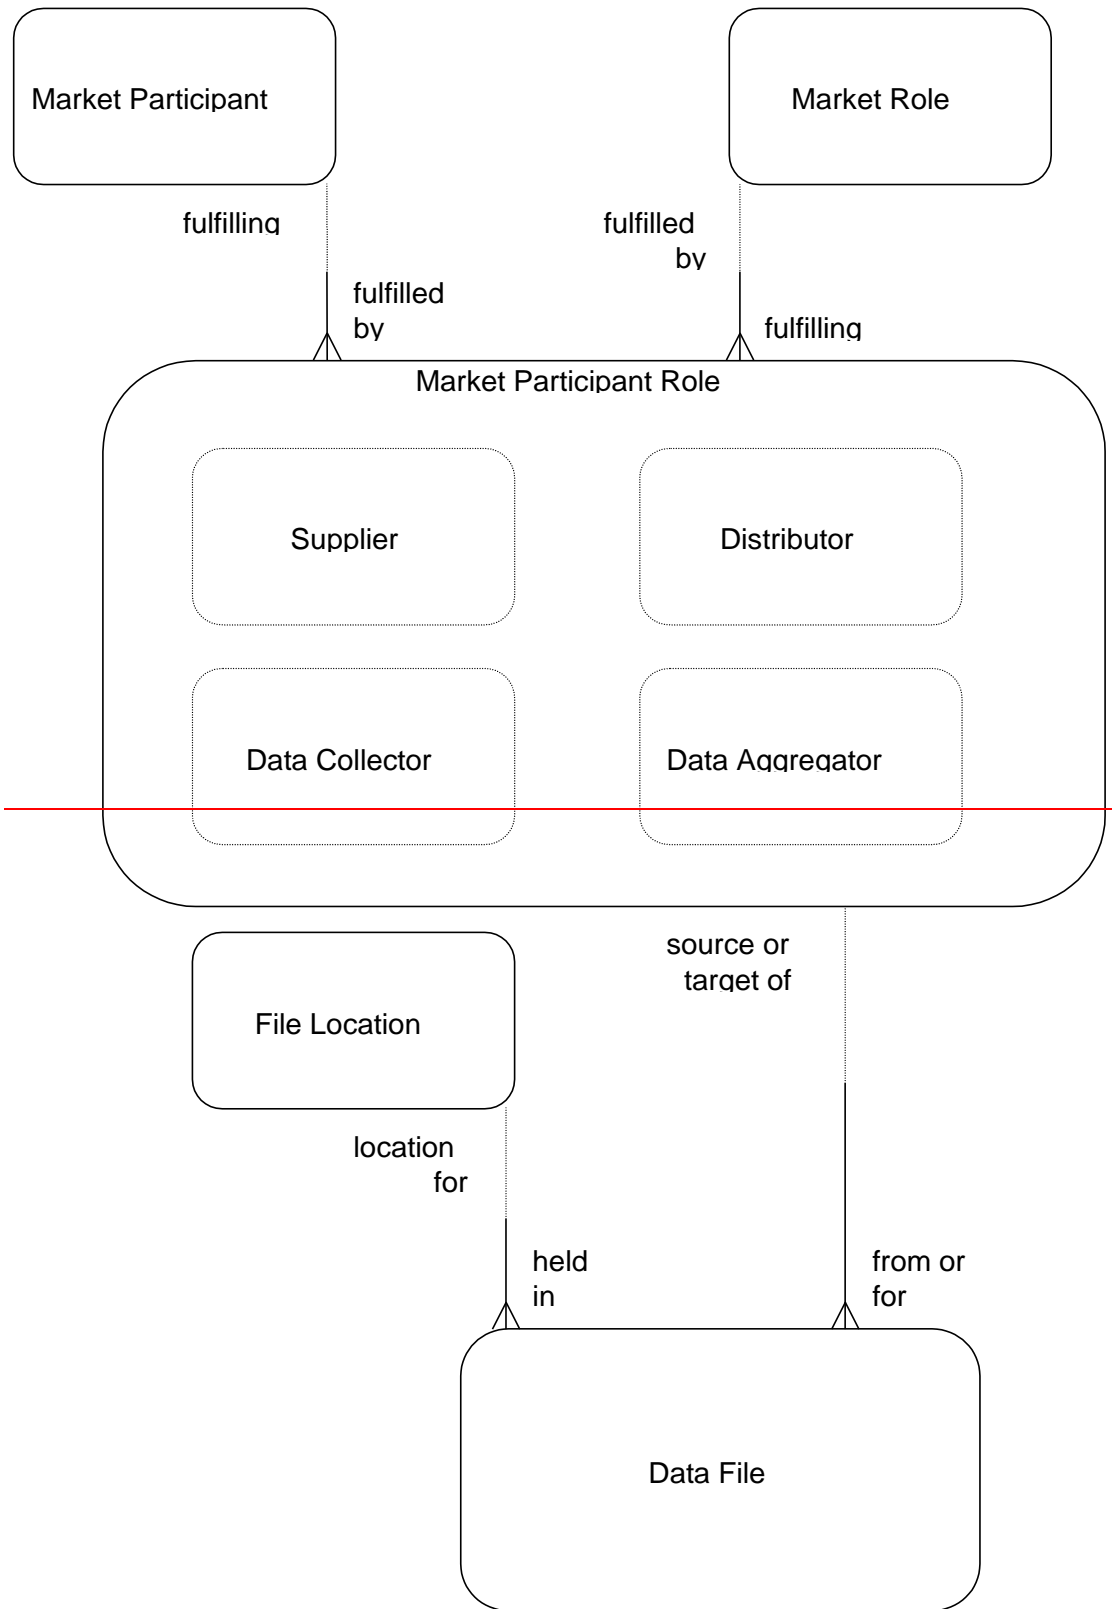 Market Participant
Market Role
fulfilling
fulfilled
by
fulfilled
by
fulfilling
Market Participant Role
Supplier
Distributor
Data Collector
Data Aggregator
source or
target of
File Location
location
for
held
in
from or
for
Data File